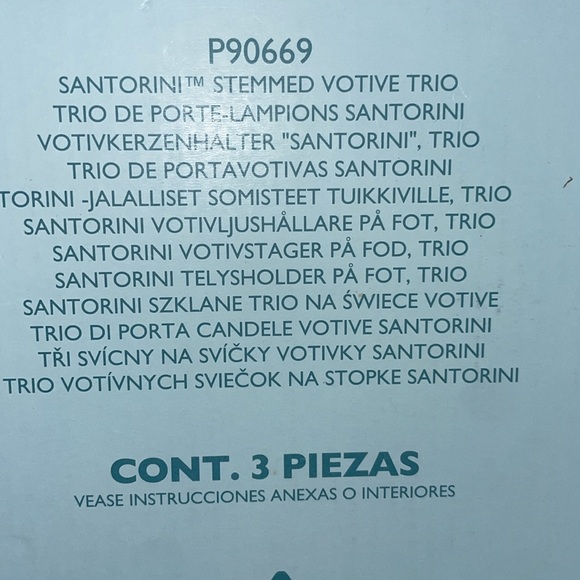 P90669
SANTORINI™ STEMMED VOTIVE TRIO
TRIO DE PORTE-LAMPIONS SANTORINI
VOTIVKERZENHALTER "SANTORINI", TRIO
TRIO DE PORTAVOTIVAS SANTORINI
TORINI -JALALLISET SOMISTEET TUIKKIVILLE, TRIO
SANTORINI VOTIVLJUSHÅLLARE PÅ FOT, TRIO
SANTORINI VOTIVSTAGER PÅ FOD, TRIO
SANTORINI TELYSHOLDER PÅ FOT, TRIO
SANTORINI SZKLANE TRIO NA ŚWIECE VOTIVE
TRIO DI PORTA CANDELE VOTIVE SANTORINI
TŘI SVÍCNY NA SVÍČKY VOTIVKY SANTORINI
TRIO VOTÍVNYCH SVIEČOK NA STOPKE SANTORINI
CONT. 3 PIEZAS
VEASE INSTRUCCIONES ANEXAS O INTERIORES